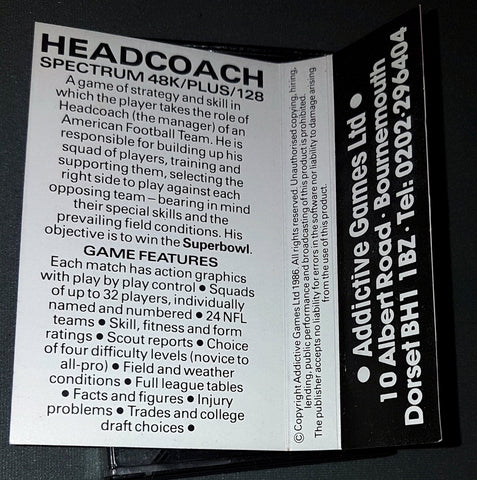 HEADCOACH
SPECTRUM 48K/PLUS/128
A game of strategy and skill in
which the player takes the role of
Headcoach (the manager) of an
American Football Team. He is
responsible for building up his
squad of players, training and
supporting them, selecting the
right side to play against each
opposing team – bearing in mind
their special skills and the
prevailing field conditions. His
objective is to win the Superbowl.
GAME FEATURES
Each match has action graphics
with play by play control ● Squads
of up to 32 players, individually
named and numbered ● 24 NFL
teams ● Skill, fitness and form
ratings ● Scout reports ● Choice
of four difficulty levels (novice to
all-pro) ● Field and weather
conditions ● Full league tables
● Facts and figures ● Injury
problems ● Trades and college
draft choices ●
© Copyright Addictive Games Ltd 1986. All rights reserved. Unauthorised copying, hiring,
lending, public performance and broadcasting of this product is prohibited.
The publisher accepts no liability for errors in the software nor liability to damage arising
from the use of this product.
● Addictive Games Ltd ●
10 Albert Road · Bournemouth
Dorset BH1 1BZ · Tel: 0202·296404